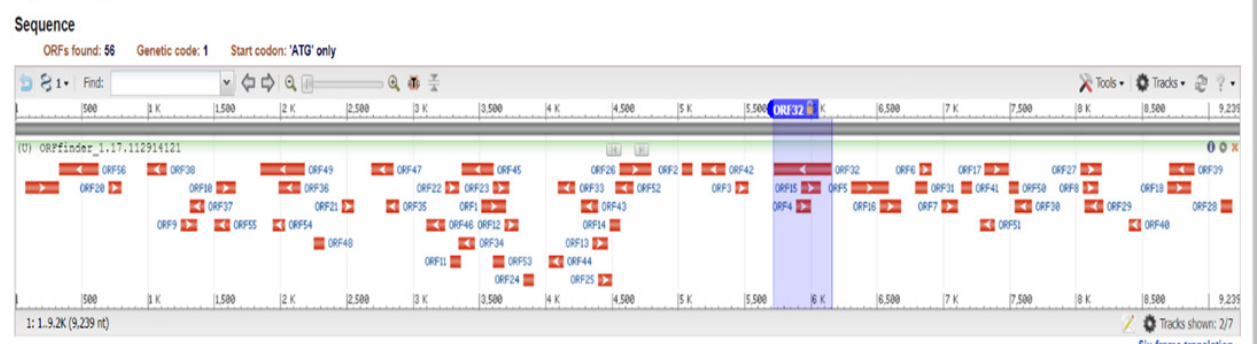 Sequence
ORFs found: 56 Genetic code: 1 Start codon: 'ATG' only
1 Find: Tools Tracks ?
500 1 K 1,500 2 K 2,500 3 K 3,500 4 K 4,500 5 K 5,500 ORF32 K 6,500 7 K 7,500 8 K 8,500 9,239
(U) ORFfinder_1.17.112914121
ORF56 ORF38 ORF49 ORF47 ORF45 ORF26 ORF2 ORF42 ORF32 ORF6 ORF17 ORF27 ORF39
ORF20 ORF10 ORF36 ORF22 ORF23 ORF33 ORF52 ORF3 ORF15 ORF5 ORF31 ORF41 ORF50 ORF8 ORF18
ORF37 ORF21 ORF35 ORF1 ORF43 ORF4 ORF16 ORF7 ORF30 ORF29 ORF28
ORF9 ORF55 ORF54 ORF46 ORF12 ORF14 ORF51 ORF40
ORF48 ORF34 ORF13
ORF11 ORF53 ORF44
ORF24 ORF25
500 1 K 1,500 2 K 2,500 3 K 3,500 4 K 4,500 5 K 5,500 6 K 6,500 7 K 7,500 8 K 8,500 9,239
1: 1..9.2K (9,239 nt) Tracks shown: 2/7